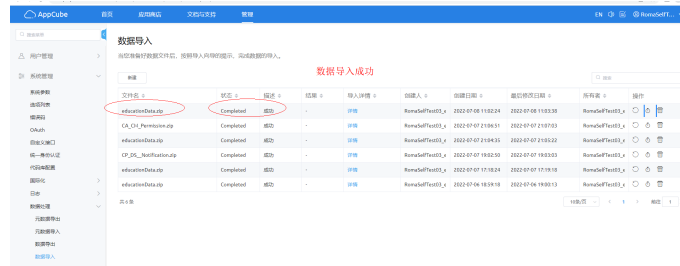 AppCube 首页 应用商店 文档与支持 管理 EN RomaSelfT...
搜索菜单
数据导入
当您准备好数据文件后，按照导入向导的提示，完成数据的导入。
用户管理
系统管理
数据导入成功
新建
搜索
系统参数
选项列表
错误码
OAuth
自定义接口
统一身份认证
代码库配置
国际化
日志
数据处理
元数据导出
元数据导入
数据导出
数据导入
文件名 状态 描述 结果 导入详情 创建人 创建日期 最后修改日期 所有者 操作
educationData.zip Completed 成功 - 详情 RomaSelfTest03_c 2022-07-08 11:02:24 2022-07-08 11:03:38 RomaSelfTest03_c
CA_CH_Permission.zip Completed 成功 - 详情 RomaSelfTest03_c 2022-07-07 21:06:51 2022-07-07 21:07:03 RomaSelfTest03_c
educationData.zip Completed 成功 - 详情 RomaSelfTest03_c 2022-07-07 21:04:35 2022-07-07 21:05:22 RomaSelfTest03_c
CP_DS_Notification.zip Completed 成功 - 详情 RomaSelfTest03_c 2022-07-07 19:02:50 2022-07-07 19:03:03 RomaSelfTest03_c
educationData.zip Completed 成功 - 详情 RomaSelfTest03_c 2022-07-07 17:18:24 2022-07-07 17:19:18 RomaSelfTest03_c
educationData.zip Completed 成功 - 详情 RomaSelfTest03_c 2022-07-06 18:59:18 2022-07-06 19:00:13 RomaSelfTest03_c
共 6 条 10条/页 1 前往 1